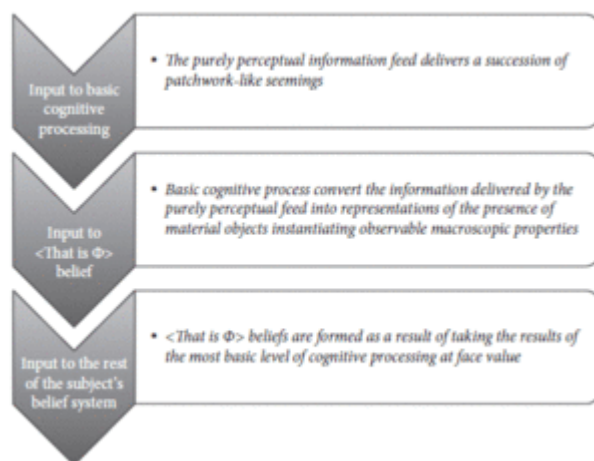 Input to basic
cognitive
processing
• The purely perceptual information feed delivers a succession of
patchwork-like seemings
Input to
<That is Φ>
belief
• Basic cognitive process convert the information delivered by the
purely perceptual feed into representations of the presence of
material objects instantiating observable macroscopic properties
Input to the rest
of the subject's
belief system
• <That is Φ> beliefs are formed as a result of taking the results of
the most basic level of cognitive processing at face value